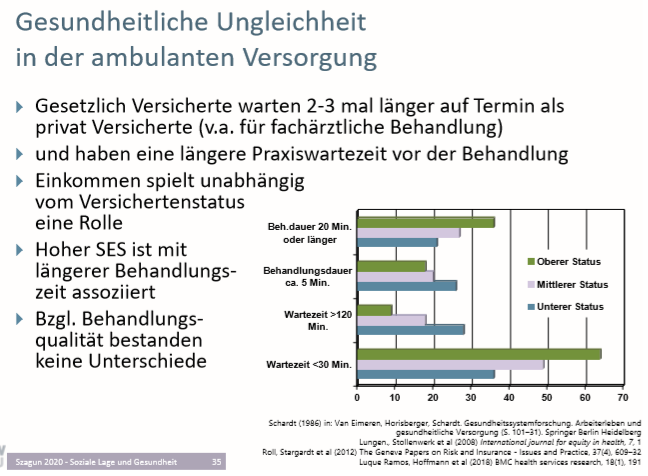 Gesundheitliche Ungleichheit
in der ambulanten Versorgung
Gesetzlich Versicherte warten 2-3 mal länger auf Termin als
privat Versicherte (v.a. für fachärztliche Behandlung)
und haben eine längere Praxiswartezeit vor der Behandlung
Einkommen spielt unabhängig
vom Versichertenstatus
eine Rolle
Hoher SES ist mit
längerer Behandlungs-
zeit assoziiert
Bzgl. Behandlungs-
qualität bestanden
keine Unterschiede
Beh.dauer 20 Min.
oder länger
Behandlungsdauer
ca. 5 Min.
Wartezeit >120
Min.
Wartezeit <30 Min.
Oberer Status
Mittlerer Status
Unterer Status
0 10 20 30 40 50 60 70
Schardt (1986) in: Van Eimeren, Horisberger, Schardt. Gesundheitssystemforschung. Arbeiterleben und
gesundheitliche Versorgung (S. 101–31). Springer Berlin Heidelberg
Lungen., Stollenwerk et al (2008) International journal for equity in health, 7, 1
Roll, Stargardt et al (2012) The Geneva Papers on Risk and Insurance - Issues and Practice, 37(4), 609–32
Luque Ramos, Hoffmann et al (2018) BMC health services research, 18(1), 191
Szagun 2020 - Soziale Lage und Gesundheit 35